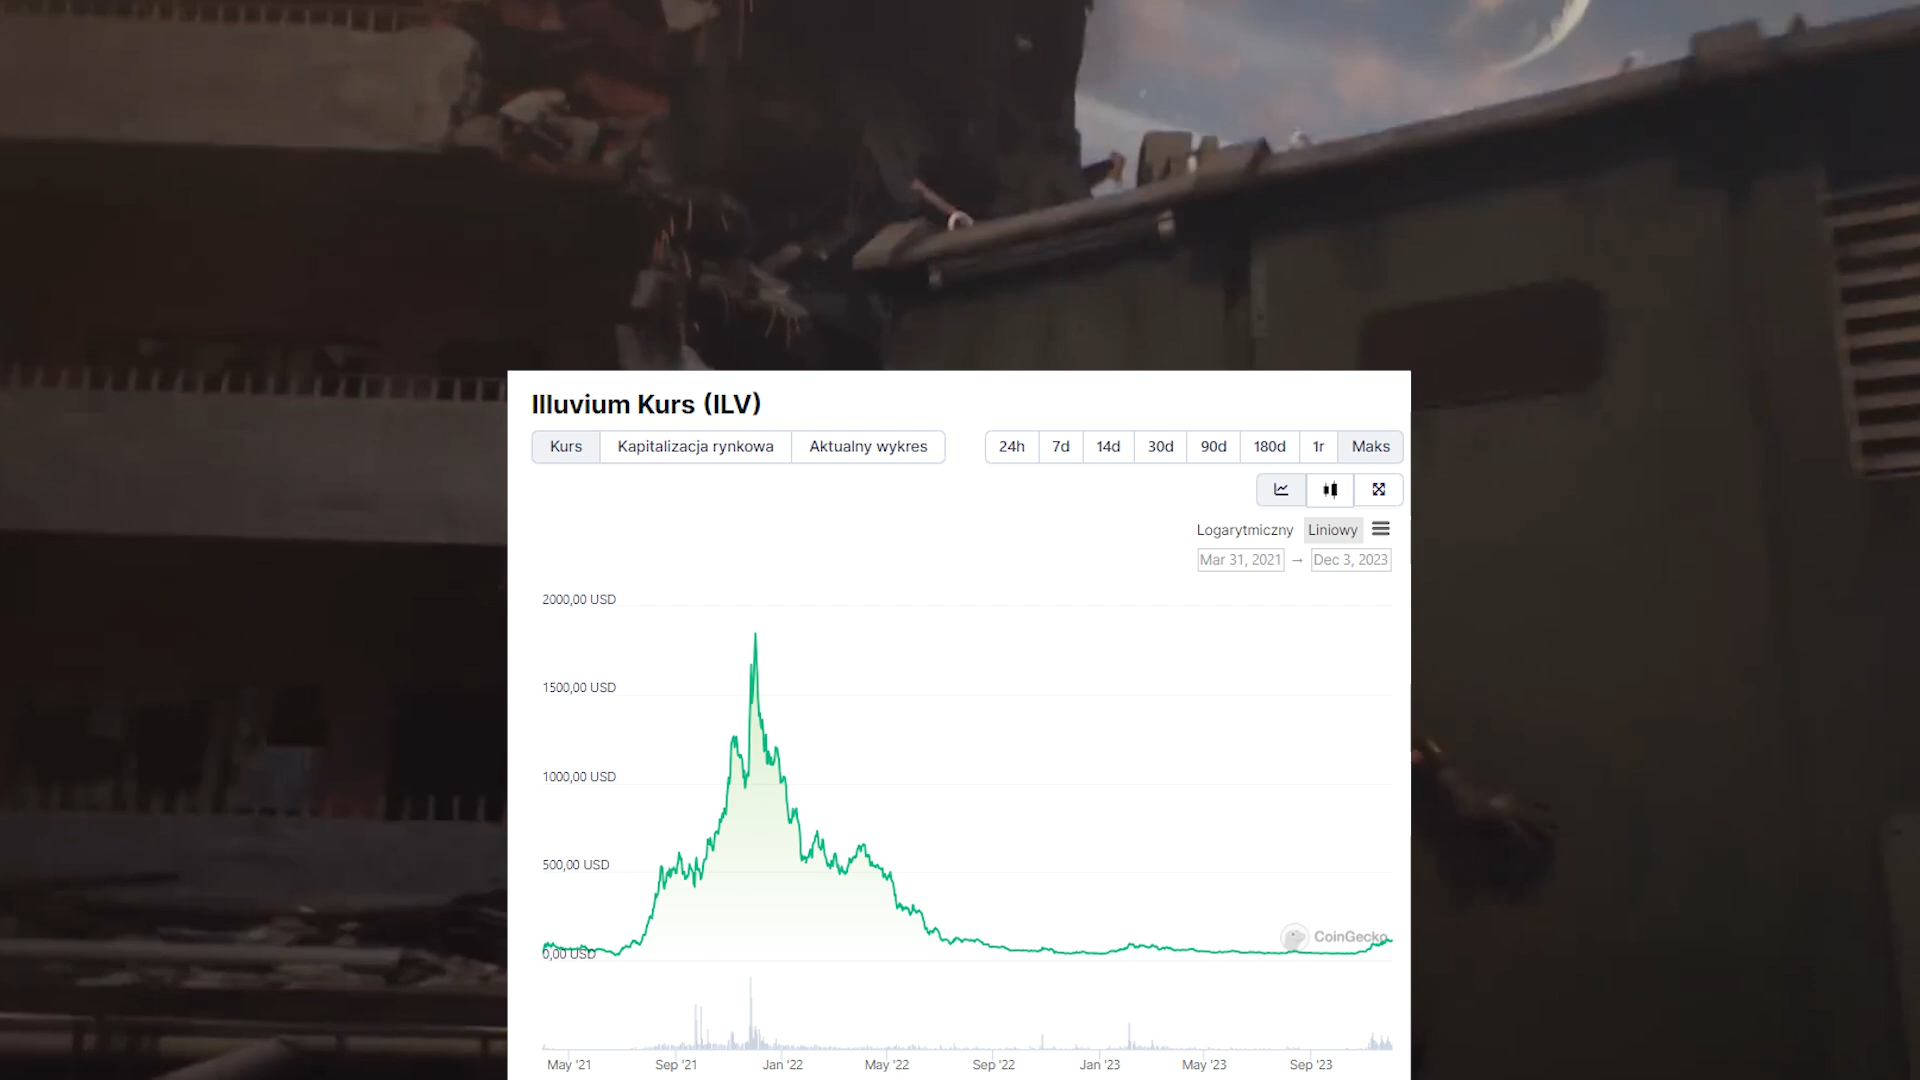 Illuvium Kurs (ILV)
Kurs Kapitalizacja rynkowa Aktualny wykres 24h 7d 14d 30d 90d 180d 1r Maks
Logarytmiczny Liniowy
Mar 31, 2021 → Dec 3, 2023
2000,00 USD
1500,00 USD
1000,00 USD
500,00 USD
CoinGecko
0,00 USD
May '21 Sep '21 Jan '22 May '22 Sep '22 Jan '23 May '23 Sep '23